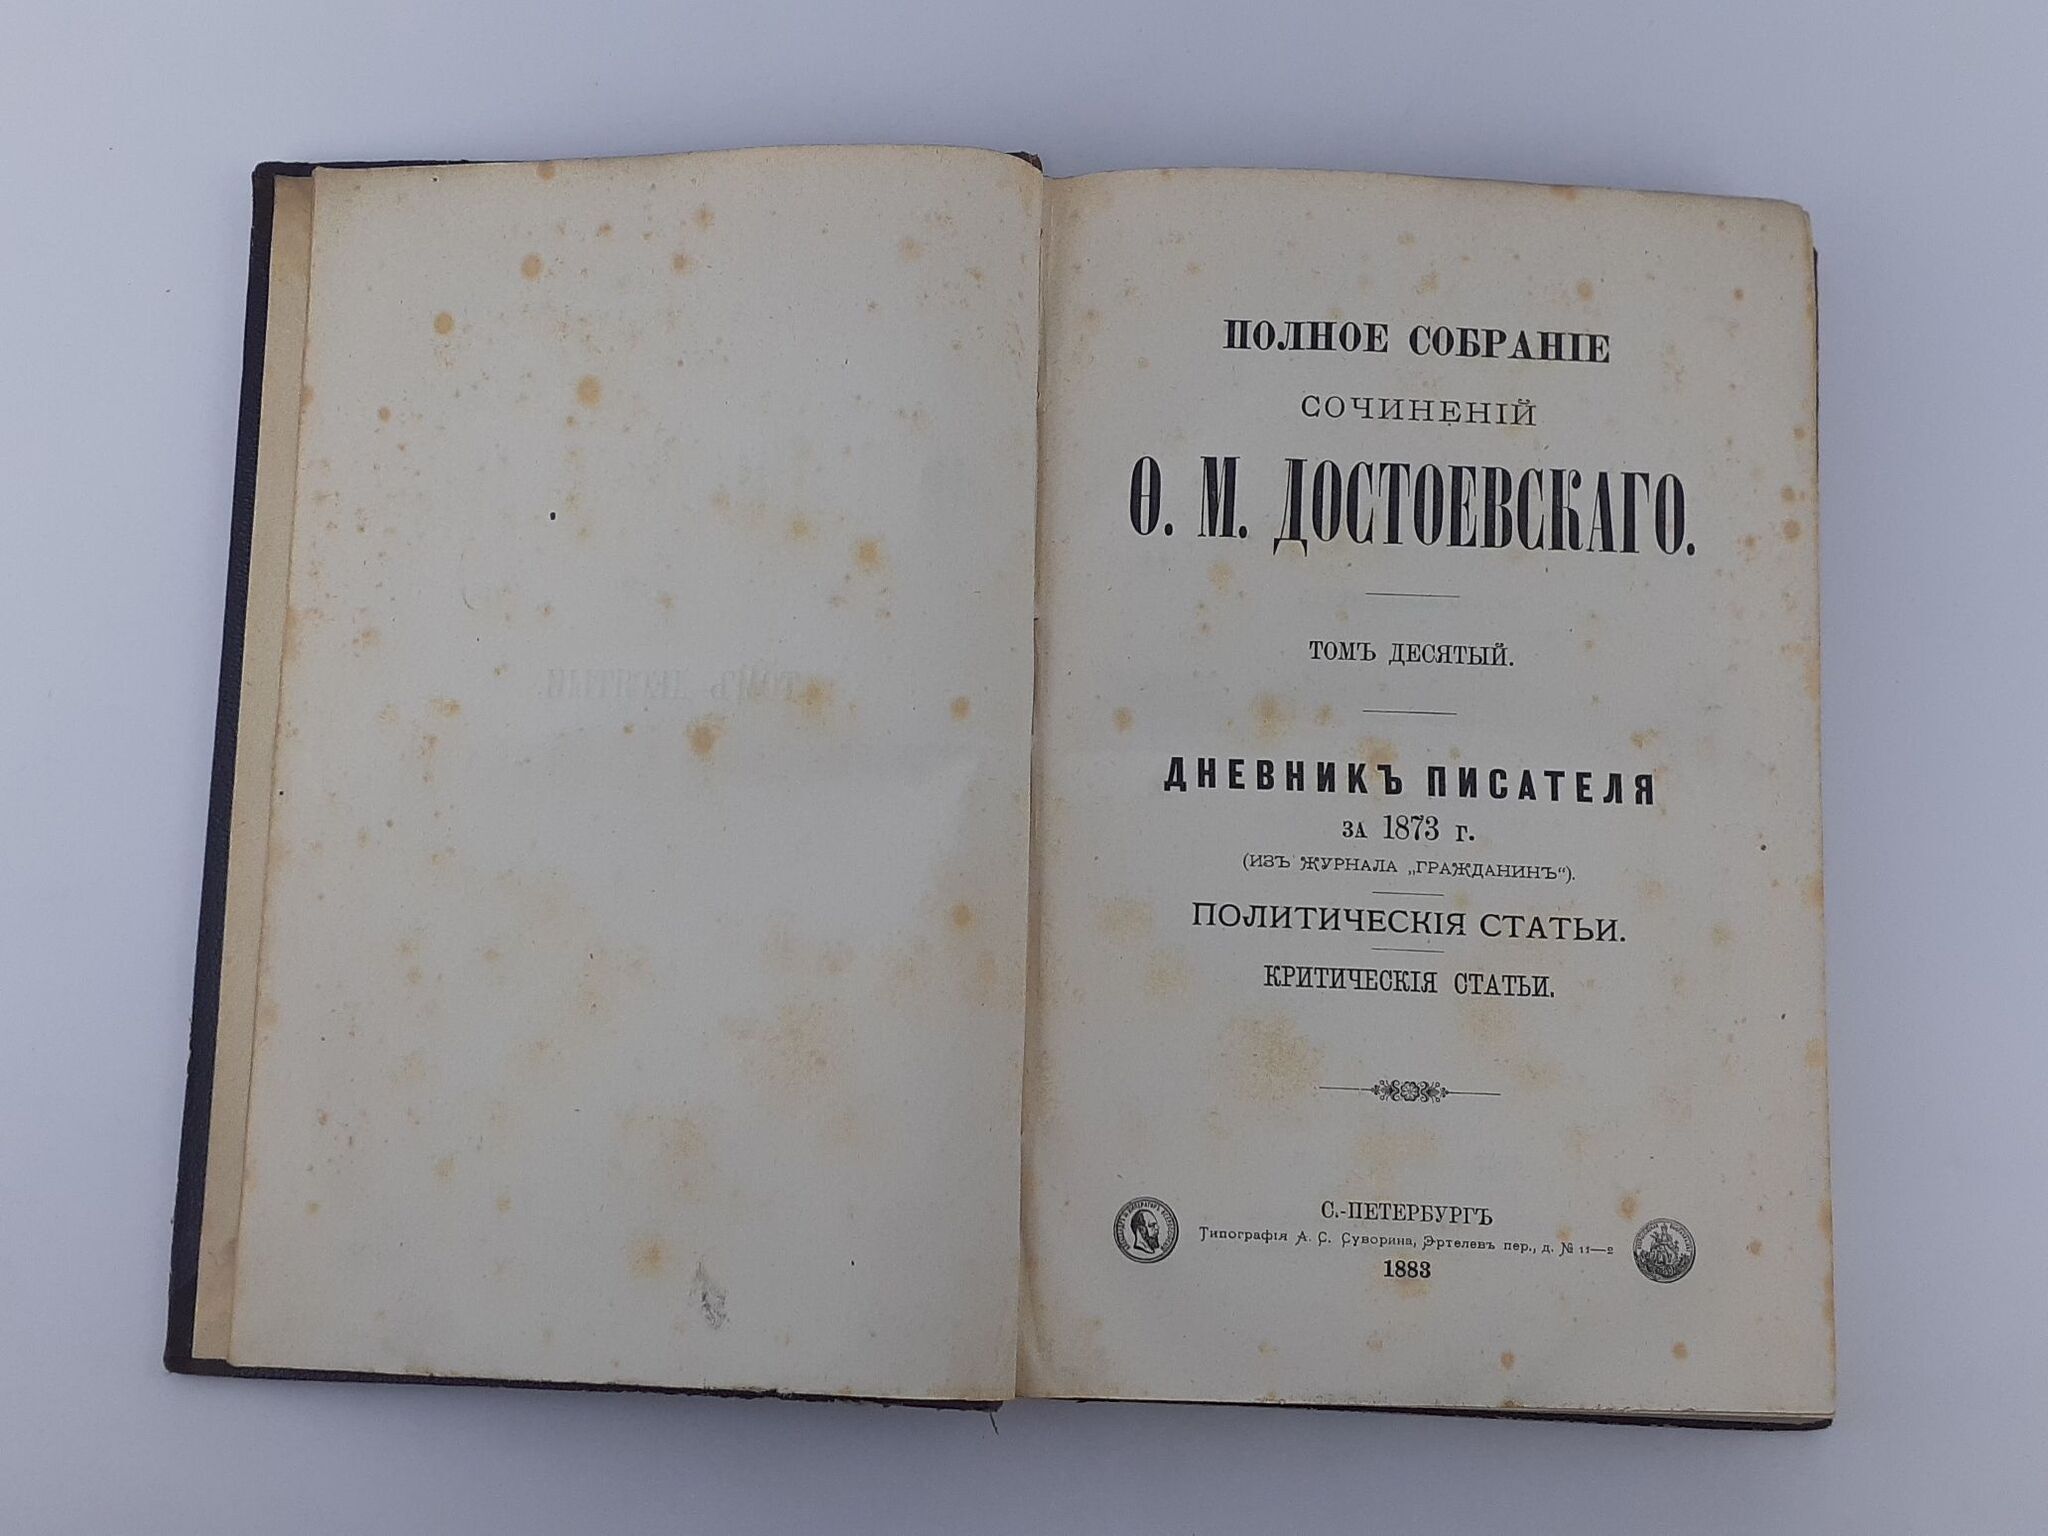 ПОЛНОЕ СОБРАНІЕ
СОЧИНЕНІЙ
Ѳ. М. ДОСТОЕВСКАГО.
ТОМЪ ДЕСЯТЫЙ.
ДНЕВНИКЪ ПИСАТЕЛЯ
ЗА 1873 Г.
(ИЗЪ ЖУРНАЛА „ГРАЖДАНИНЪ“).
ПОЛИТИЧЕСКІЯ СТАТЬИ.
КРИТИЧЕСКІЯ СТАТЬИ.
С.-ПЕТЕРБУРГЪ
Типографія А. С. Суворина, Эртелевъ пер., д. № 11—2
1883